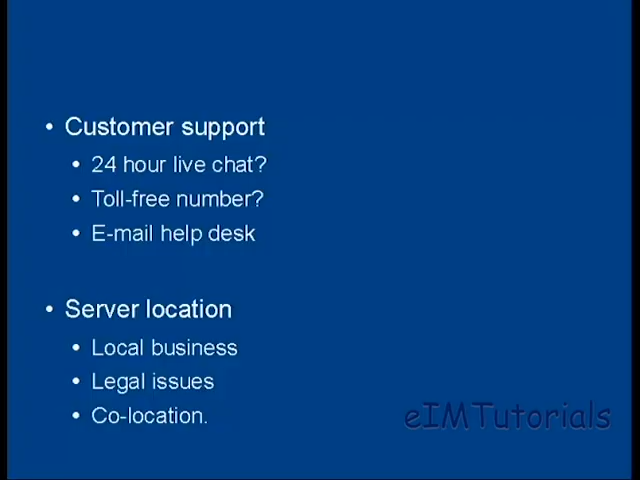 • Customer support
• 24 hour live chat?
• Toll-free number?
• E-mail help desk
• Server location
• Local business
• Legal issues
• Co-location.
eIMTutorials